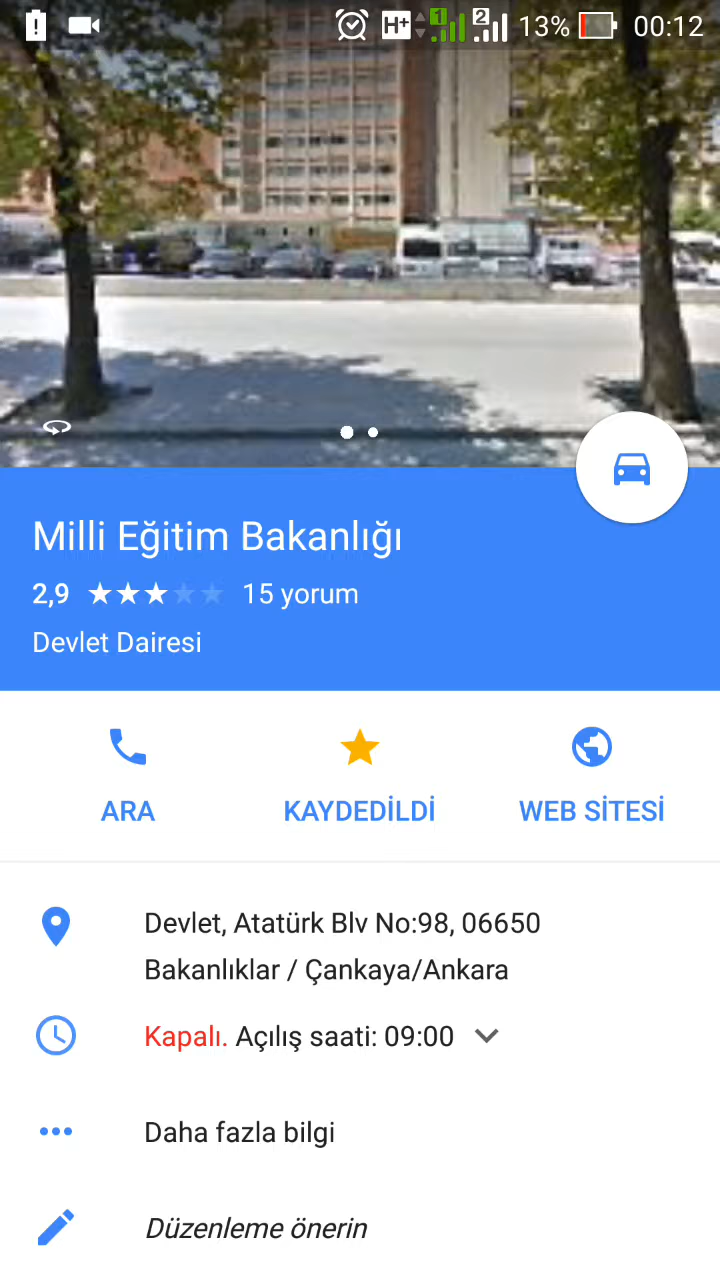 H+ 1 2 13% 00:12
Milli Eğitim Bakanlığı
2,9 15 yorum
Devlet Dairesi
ARA KAYDEDİLDİ WEB SİTESİ
Devlet, Atatürk Blv No:98, 06650
Bakanlıklar / Çankaya/Ankara
Kapalı. Açılış saati: 09:00
Daha fazla bilgi
Düzenleme önerin